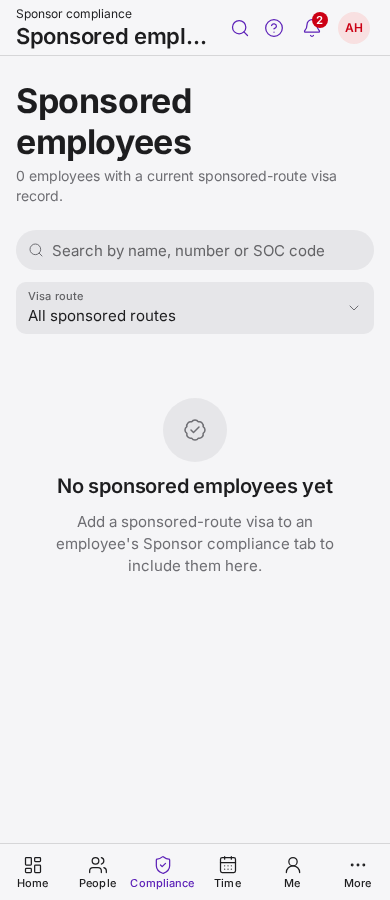 Sponsor compliance
Sponsored empl...
2
AH
Sponsored
employees
0 employees with a current sponsored-route visa
record.
Search by name, number or SOC code
Visa route
All sponsored routes
No sponsored employees yet
Add a sponsored-route visa to an
employee's Sponsor compliance tab to
include them here.
Home
People
Compliance
Time
Me
More